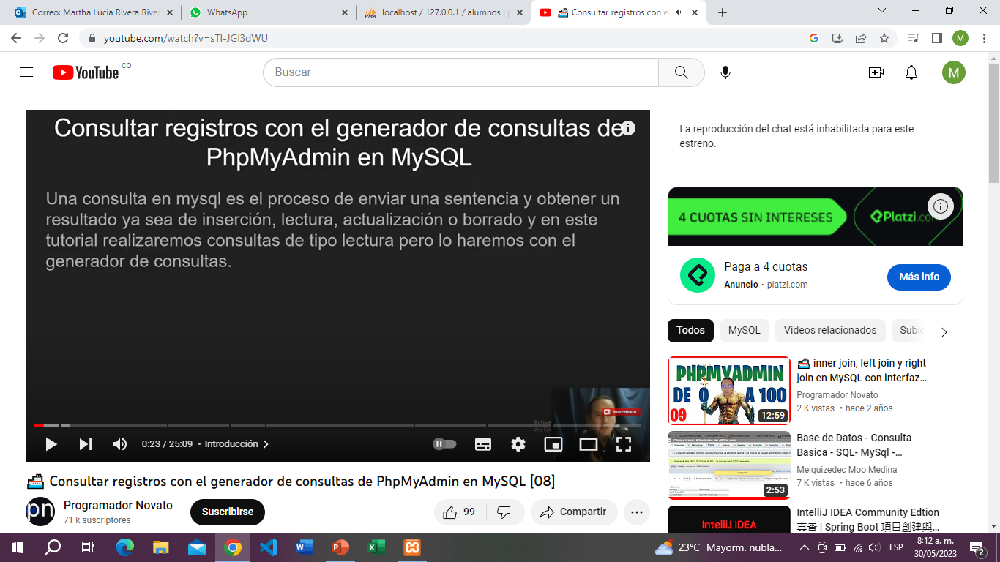 Correo: Martha Lucia Rivera River
WhatsApp
localhost / 127.0.0.1 / alumnos | p
Consultar registros con e
youtube.com/watch?v=sTI-JGI3dWU
M
YouTube CO
Buscar
M
Consultar registros con el generador de consultas de
PhpMyAdmin en MySQL
Una consulta en mysql es el proceso de enviar una sentencia y obtener un
resultado ya sea de inserción, lectura, actualización o borrado y en este
tutorial realizaremos consultas de tipo lectura pero lo haremos con el
generador de consultas.
Suscribete
Activa
Ve a Co
0:23 / 25:09 • Introducción
Consultar registros con el generador de consultas de PhpMyAdmin en MySQL [08]
pn
Programador Novato
71 k suscriptores
Suscribirse
99
Compartir
La reproducción del chat está inhabilitada para este
estreno.
4 CUOTAS SIN INTERESES
Platzi.com
Paga a 4 cuotas
Anuncio · platzi.com
Más info
Todos
MySQL
Videos relacionados
Subic
PHPMYADMIN
DE 0 A 100
09
12:59
inner join, left join y right
join en MySQL con interfaz...
Programador Novato
2 K vistas • hace 2 años
2:53
Base de Datos - Consulta
Basica - SQL- MySql -...
Melquizedec Moo Medina
7 K vistas • hace 6 años
IntelliJ IDEA
IntelliJ IDEA Community Edtion
真香 | Spring Boot 項目創建與...
23°C Mayorm. nubla...
ESP
8:12 a. m.
30/05/2023
2